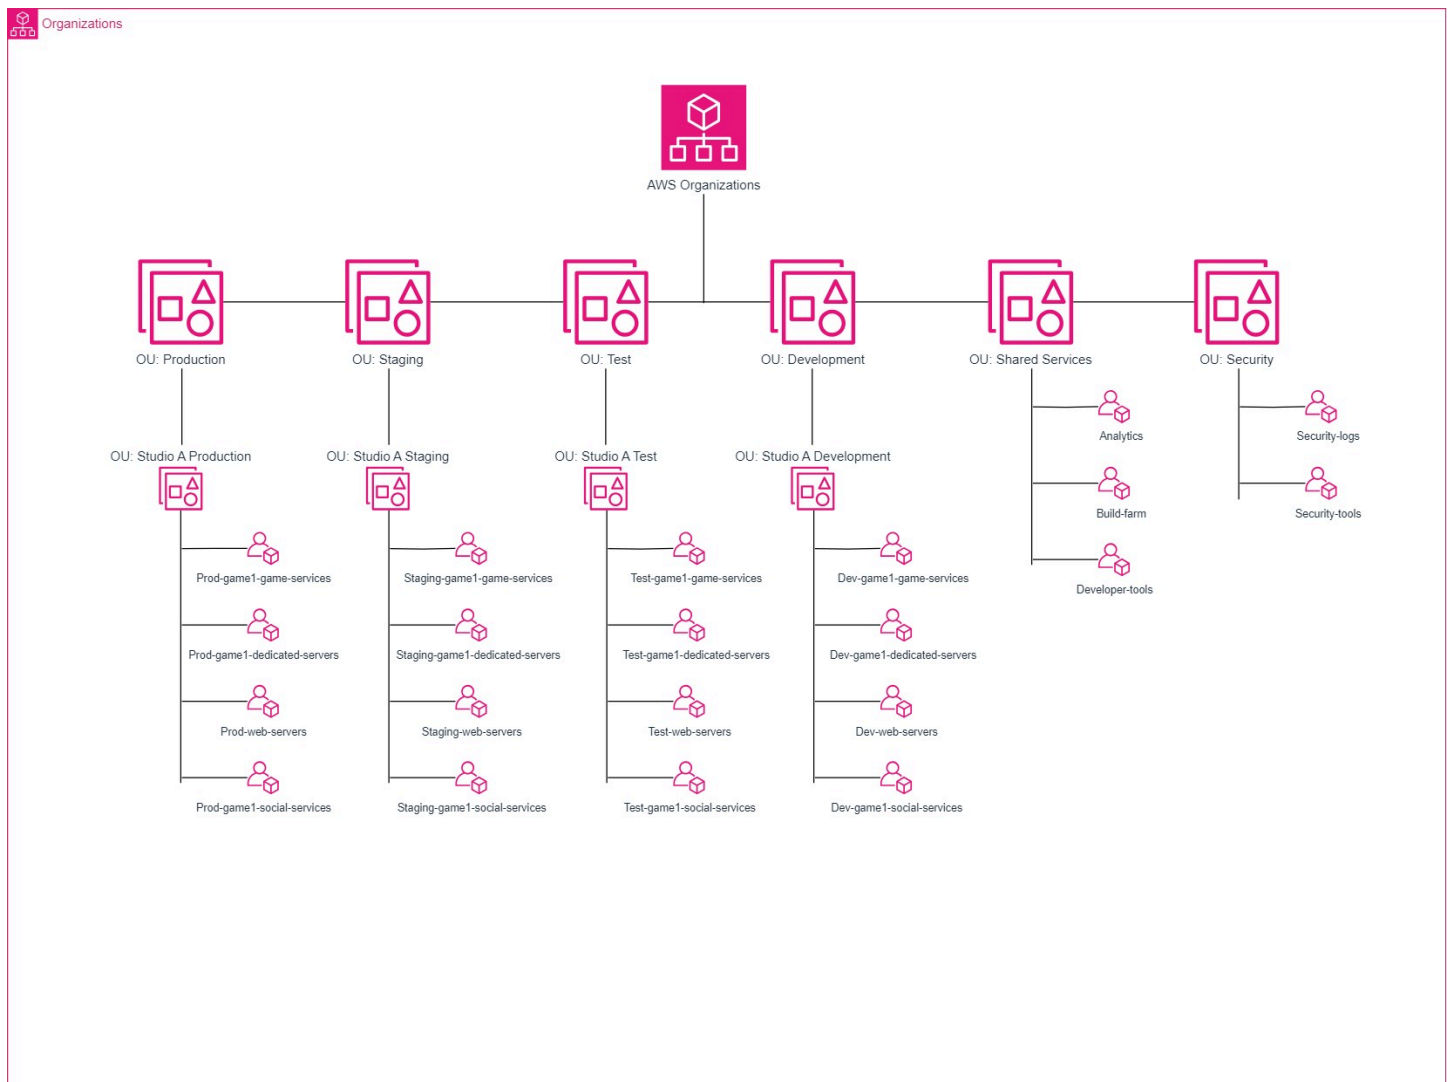 Organizations
AWS Organizations
OU: Production
OU: Staging
OU: Test
OU: Development
OU: Shared Services
OU: Security
OU: Studio A Production
OU: Studio A Staging
OU: Studio A Test
OU: Studio A Development
Analytics
Security-logs
Build-farm
Security-tools
Developer-tools
Prod-game1-game-services
Staging-game1-game-services
Test-game1-game-services
Dev-game1-game-services
Prod-game1-dedicated-servers
Staging-game1-dedicated-servers
Test-game1-dedicated-servers
Dev-game1-dedicated-servers
Prod-web-servers
Staging-web-servers
Test-web-servers
Dev-web-servers
Prod-game1-social-services
Staging-game1-social-services
Test-game1-social-services
Dev-game1-social-services